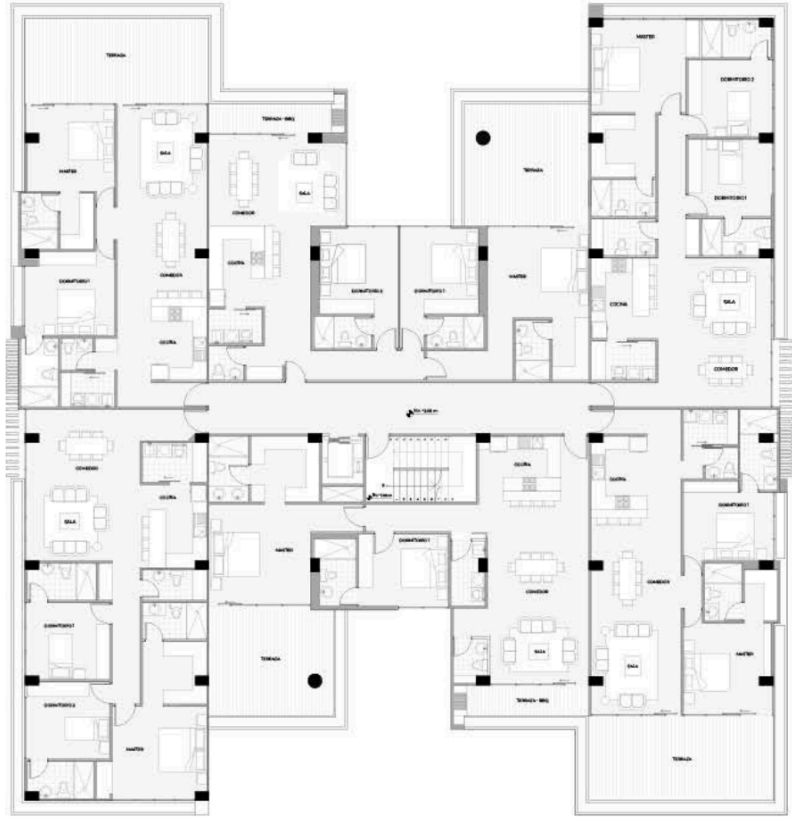 MASTER
TERRAZA
DORMITORIO 2
TERRAZA - BBQ
SALA
MASTER
TERRAZA
SALA
DORMITORIO 1
COMEDOR
COMEDOR
COCINA
DORMITORIO 1
DORMITORIO 2
DORMITORIO 1
MASTER
SALA
COCINA
COCINA
COMEDOR
COMEDOR
COCINA
COCINA
COCINA
SALA
DORMITORIO 1
DORMITORIO 1
MASTER
COMEDOR
COMEDOR
DORMITORIO 1
SALA
MASTER
TERRAZA
SALA
DORMITORIO 2
TERRAZA - BBQ
MASTER
TERRAZA